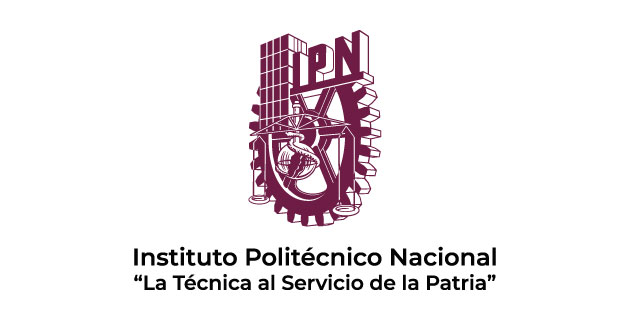 IPN
Instituto Politécnico Nacional
“La Técnica al Servicio de la Patria”